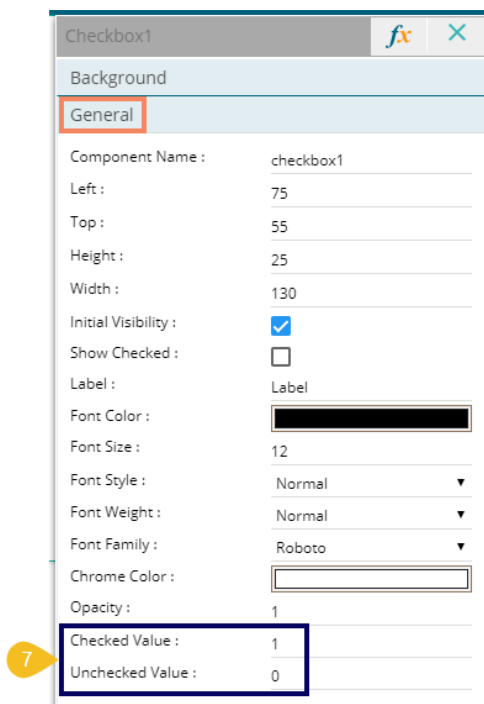 Checkbox1 fx
Background
General
Component Name : checkbox1
Left : 75
Top : 55
Height : 25
Width : 130
Initial Visibility :
Show Checked :
Label : Label
Font Color :
Font Size : 12
Font Style : Normal
Font Weight : Normal
Font Family : Roboto
Chrome Color :
Opacity : 1
Checked Value : 1
7
Unchecked Value : 0